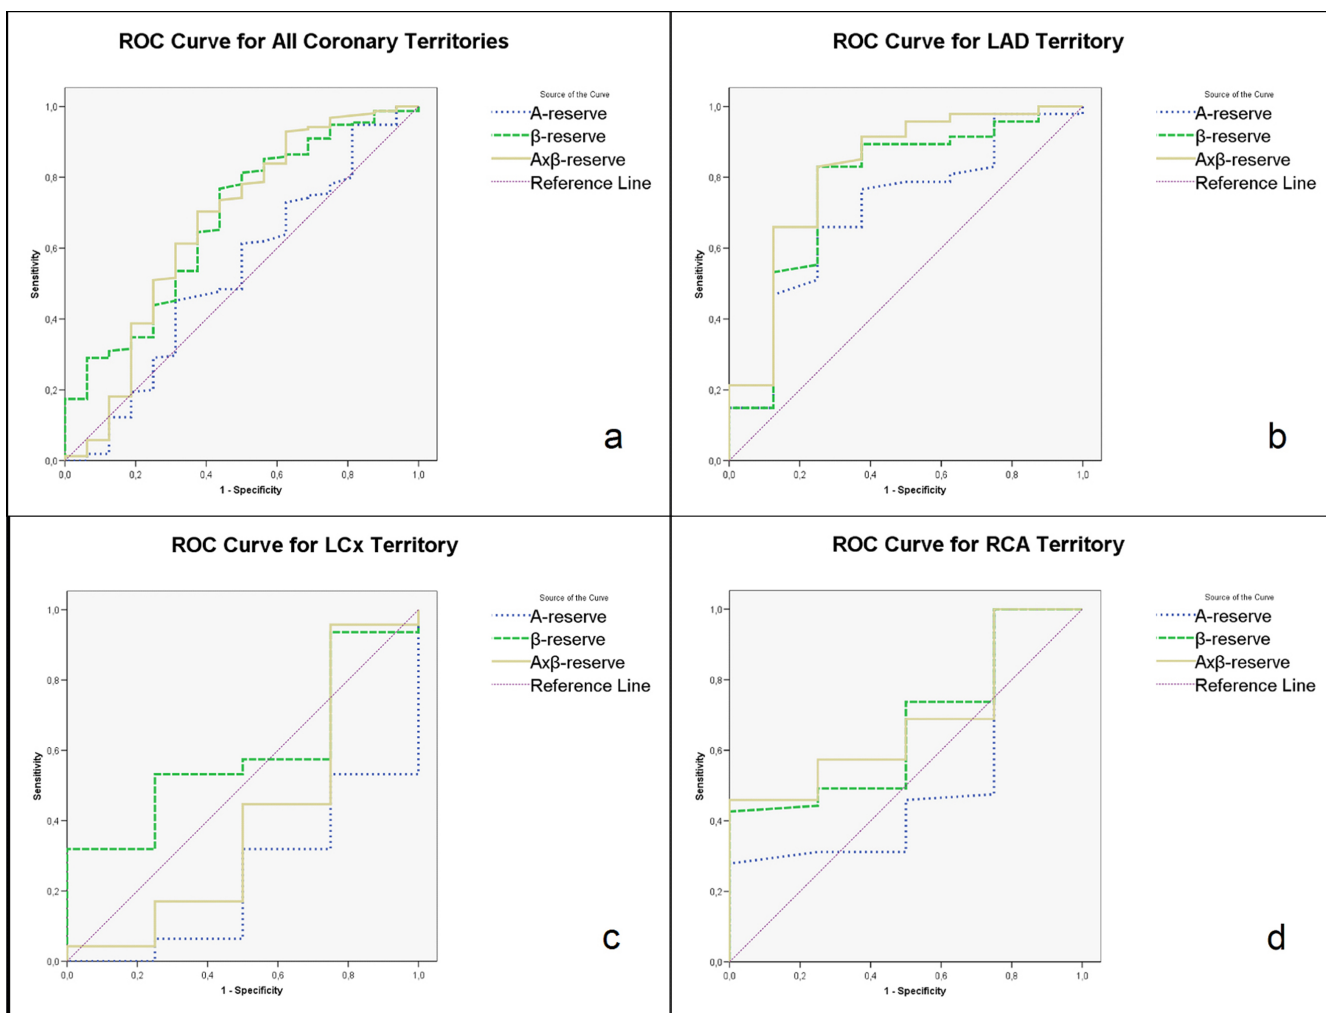 ROC Curve for All Coronary Territories
Source of the Curve
A-reserve
β-reserve
Axβ-reserve
Reference Line
1,0
0,8
0,6
0,4
0,2
0,0
Sensitivity
0,0 0,2 0,4 0,6 0,8 1,0
1 - Specificity
a
ROC Curve for LAD Territory
Source of the Curve
A-reserve
β-reserve
Axβ-reserve
Reference Line
1,0
0,8
0,6
0,4
0,2
0,0
Sensitivity
0,0 0,2 0,4 0,6 0,8 1,0
1 - Specificity
b
ROC Curve for LCx Territory
Source of the Curve
A-reserve
β-reserve
Axβ-reserve
Reference Line
1,0
0,8
0,6
0,4
0,2
0,0
Sensitivity
0,0 0,2 0,4 0,6 0,8 1,0
1 - Specificity
c
ROC Curve for RCA Territory
Source of the Curve
A-reserve
β-reserve
Axβ-reserve
Reference Line
1,0
0,8
0,6
0,4
0,2
0,0
Sensitivity
0,0 0,2 0,4 0,6 0,8 1,0
1 - Specificity
d